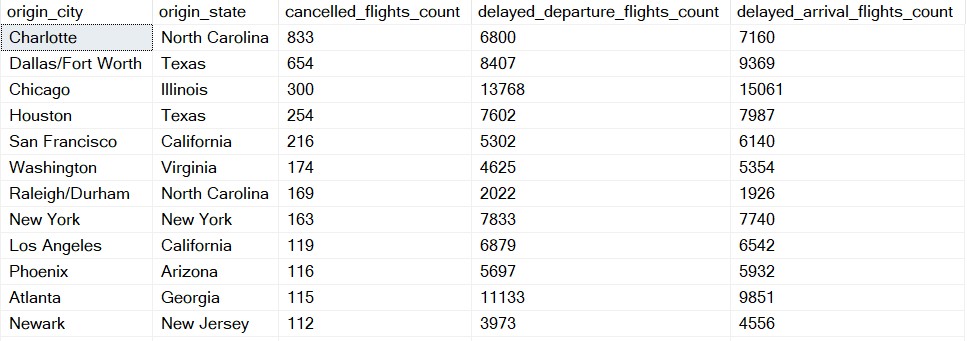 origin_city origin_state cancelled_flights_count delayed_departure_flights_count delayed_arrival_flights_count
Charlotte North Carolina 833 6800 7160
Dallas/Fort Worth Texas 654 8407 9369
Chicago Illinois 300 13768 15061
Houston Texas 254 7602 7987
San Francisco California 216 5302 6140
Washington Virginia 174 4625 5354
Raleigh/Durham North Carolina 169 2022 1926
New York New York 163 7833 7740
Los Angeles California 119 6879 6542
Phoenix Arizona 116 5697 5932
Atlanta Georgia 115 11133 9851
Newark New Jersey 112 3973 4556